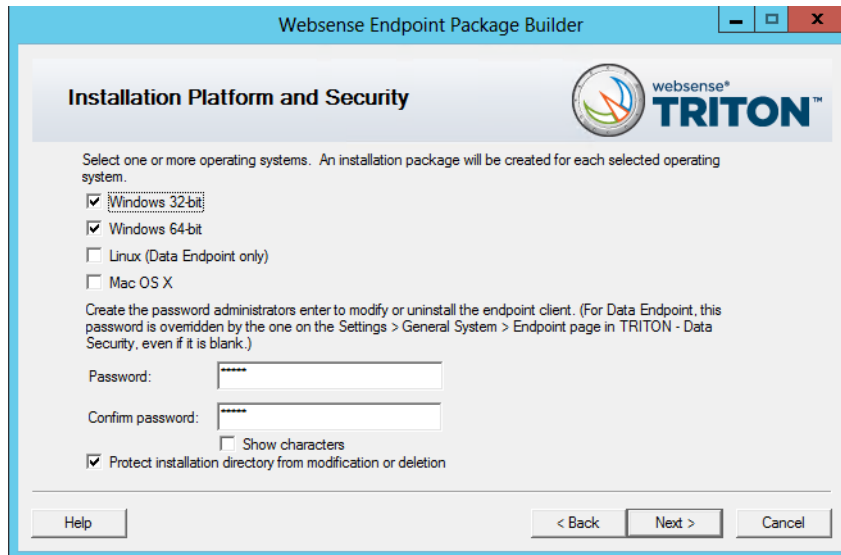 Websense Endpoint Package Builder
Installation Platform and Security
websense®
TRITON™
Select one or more operating systems. An installation package will be created for each selected operating
system.
Windows 32-bit
Windows 64-bit
Linux (Data Endpoint only)
Mac OS X
Create the password administrators enter to modify or uninstall the endpoint client. (For Data Endpoint, this
password is overridden by the one on the Settings > General System > Endpoint page in TRITON - Data
Security, even if it is blank.)
Password: *****
Confirm password: *****
Show characters
Protect installation directory from modification or deletion
Help < Back Next > Cancel